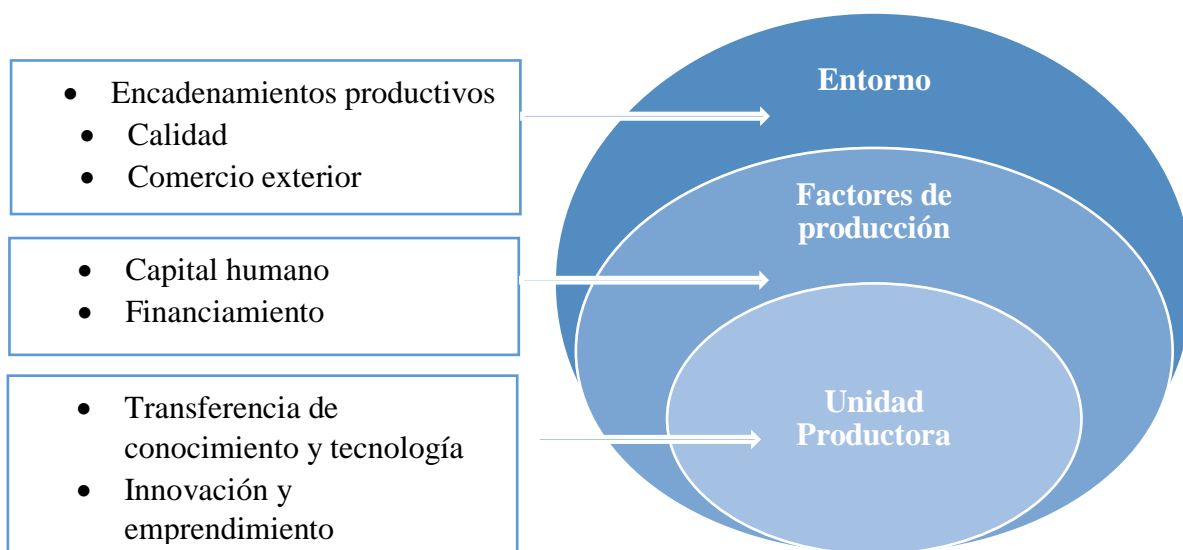 • Encadenamientos productivos
• Calidad
• Comercio exterior
Entorno
• Capital humano
• Financiamiento
Factores de
producción
• Transferencia de
conocimiento y tecnología
• Innovación y
emprendimiento
Unidad
Productora